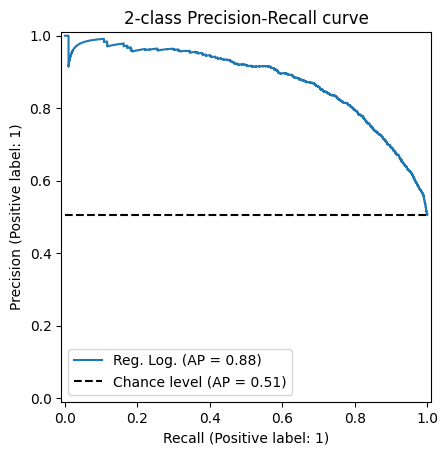 2-class Precision-Recall curve
1.0
0.8
0.6
0.4
0.2
0.0
Precision (Positive label: 1)
Reg. Log. (AP = 0.88)
Chance level (AP = 0.51)
0.0 0.2 0.4 0.6 0.8 1.0
Recall (Positive label: 1)